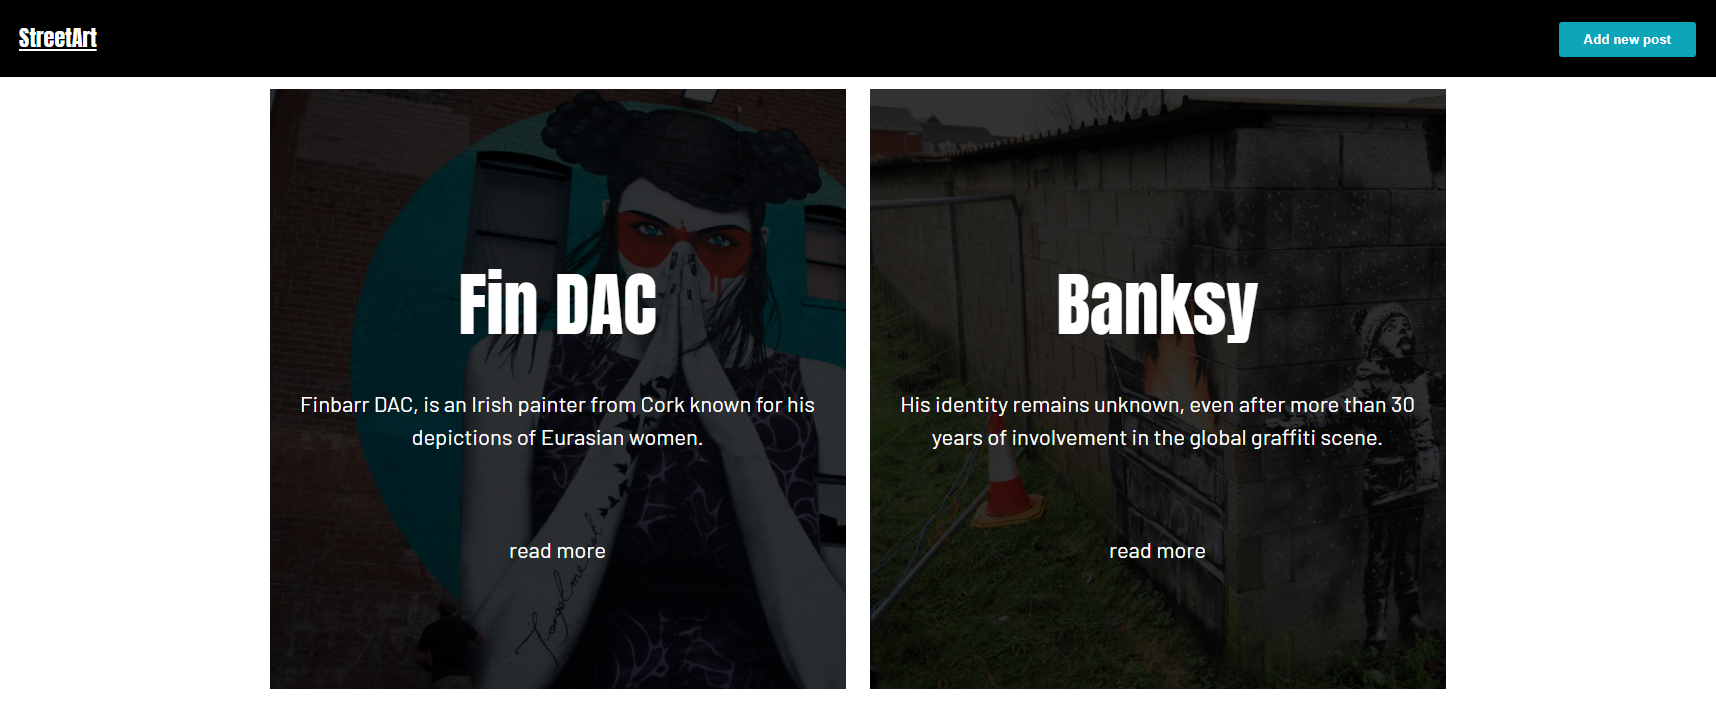 StreetArt
Add new post
Fin DAC
Finbarr DAC, is an Irish painter from Cork known for his
depictions of Eurasian women.
read more
Banksy
His identity remains unknown, even after more than 30
years of involvement in the global graffiti scene.
read more